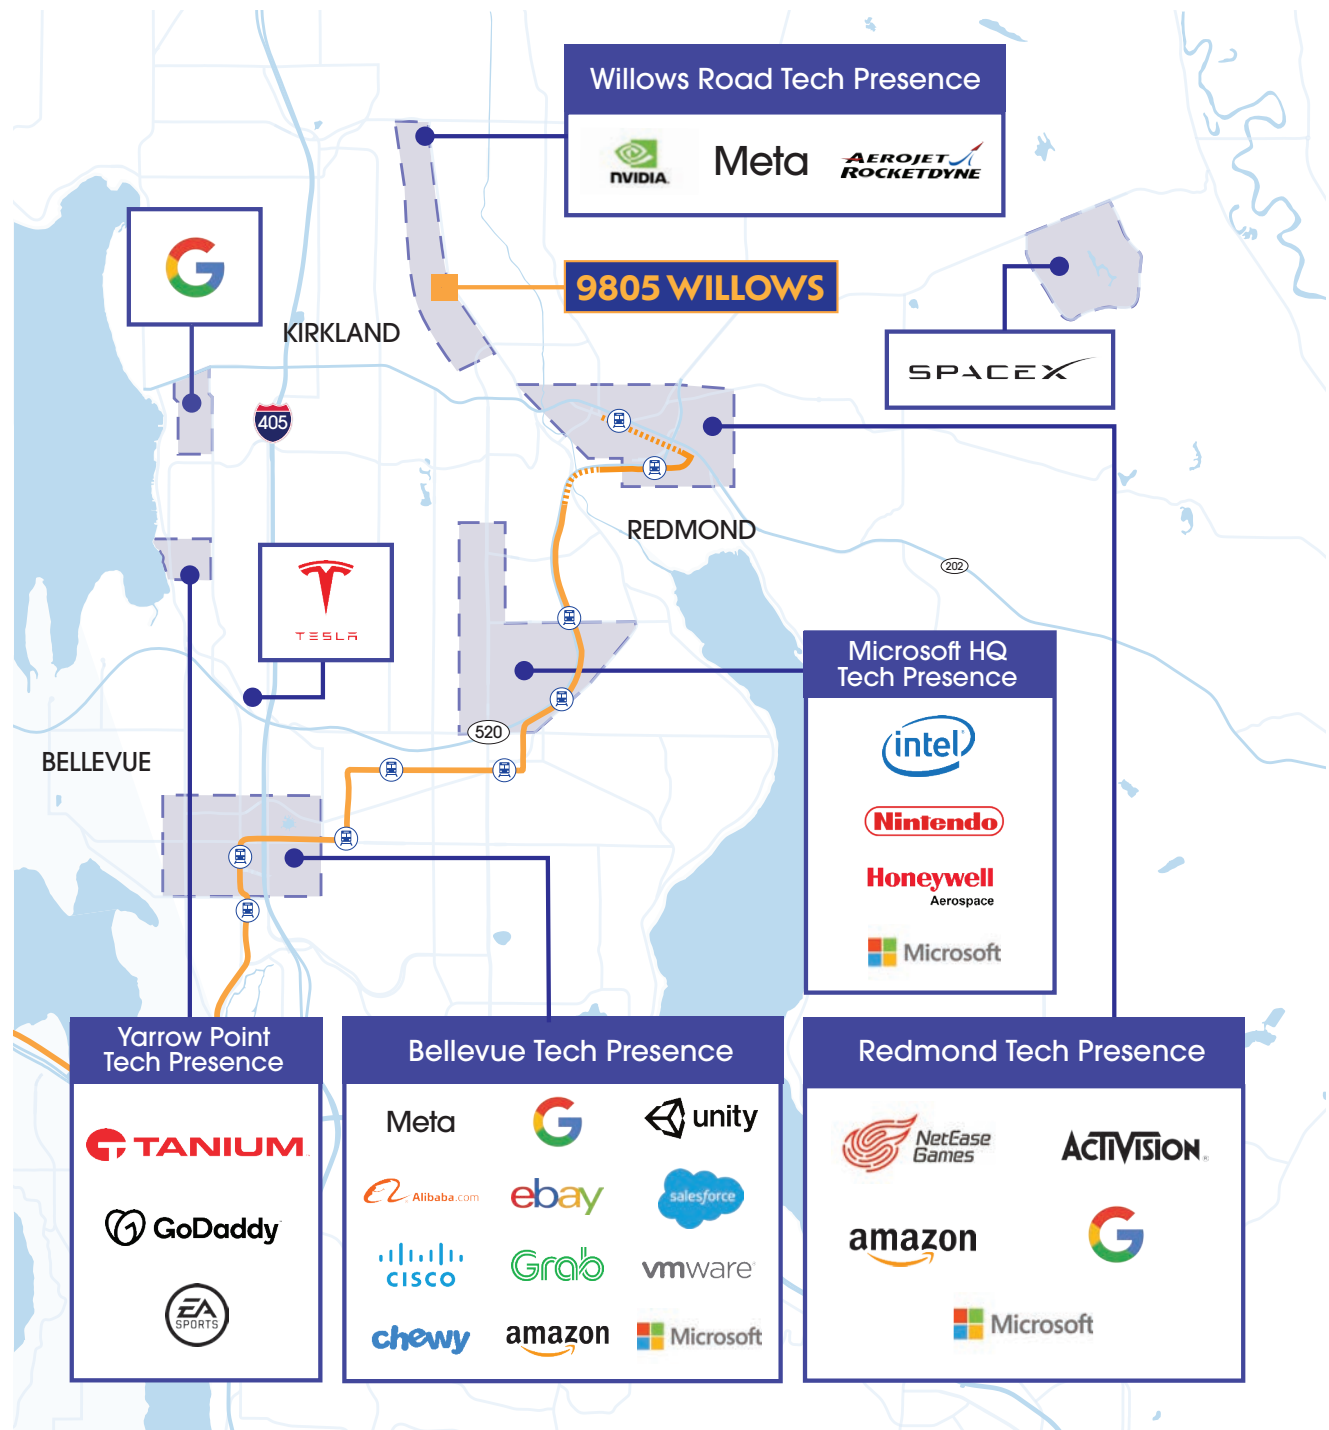 Willows Road Tech Presence
NVIDIA
Meta
AEROJET
ROCKETDYNE
G
9805 WILLOWS
KIRKLAND
SPACEX
405
REDMOND
202
TESLA
Microsoft HQ
Tech Presence
intel
Nintendo
Honeywell
Aerospace
Microsoft
520
BELLEVUE
Yarrow Point
Tech Presence
TANIUM
GoDaddy
EA
SPORTS
Bellevue Tech Presence
Meta
G
unity
Alibaba.com
ebay
salesforce
CISCO
Grab
vmware
chewy
amazon
Microsoft
Redmond Tech Presence
NetEase
Games
ACTIVISION
amazon
G
Microsoft